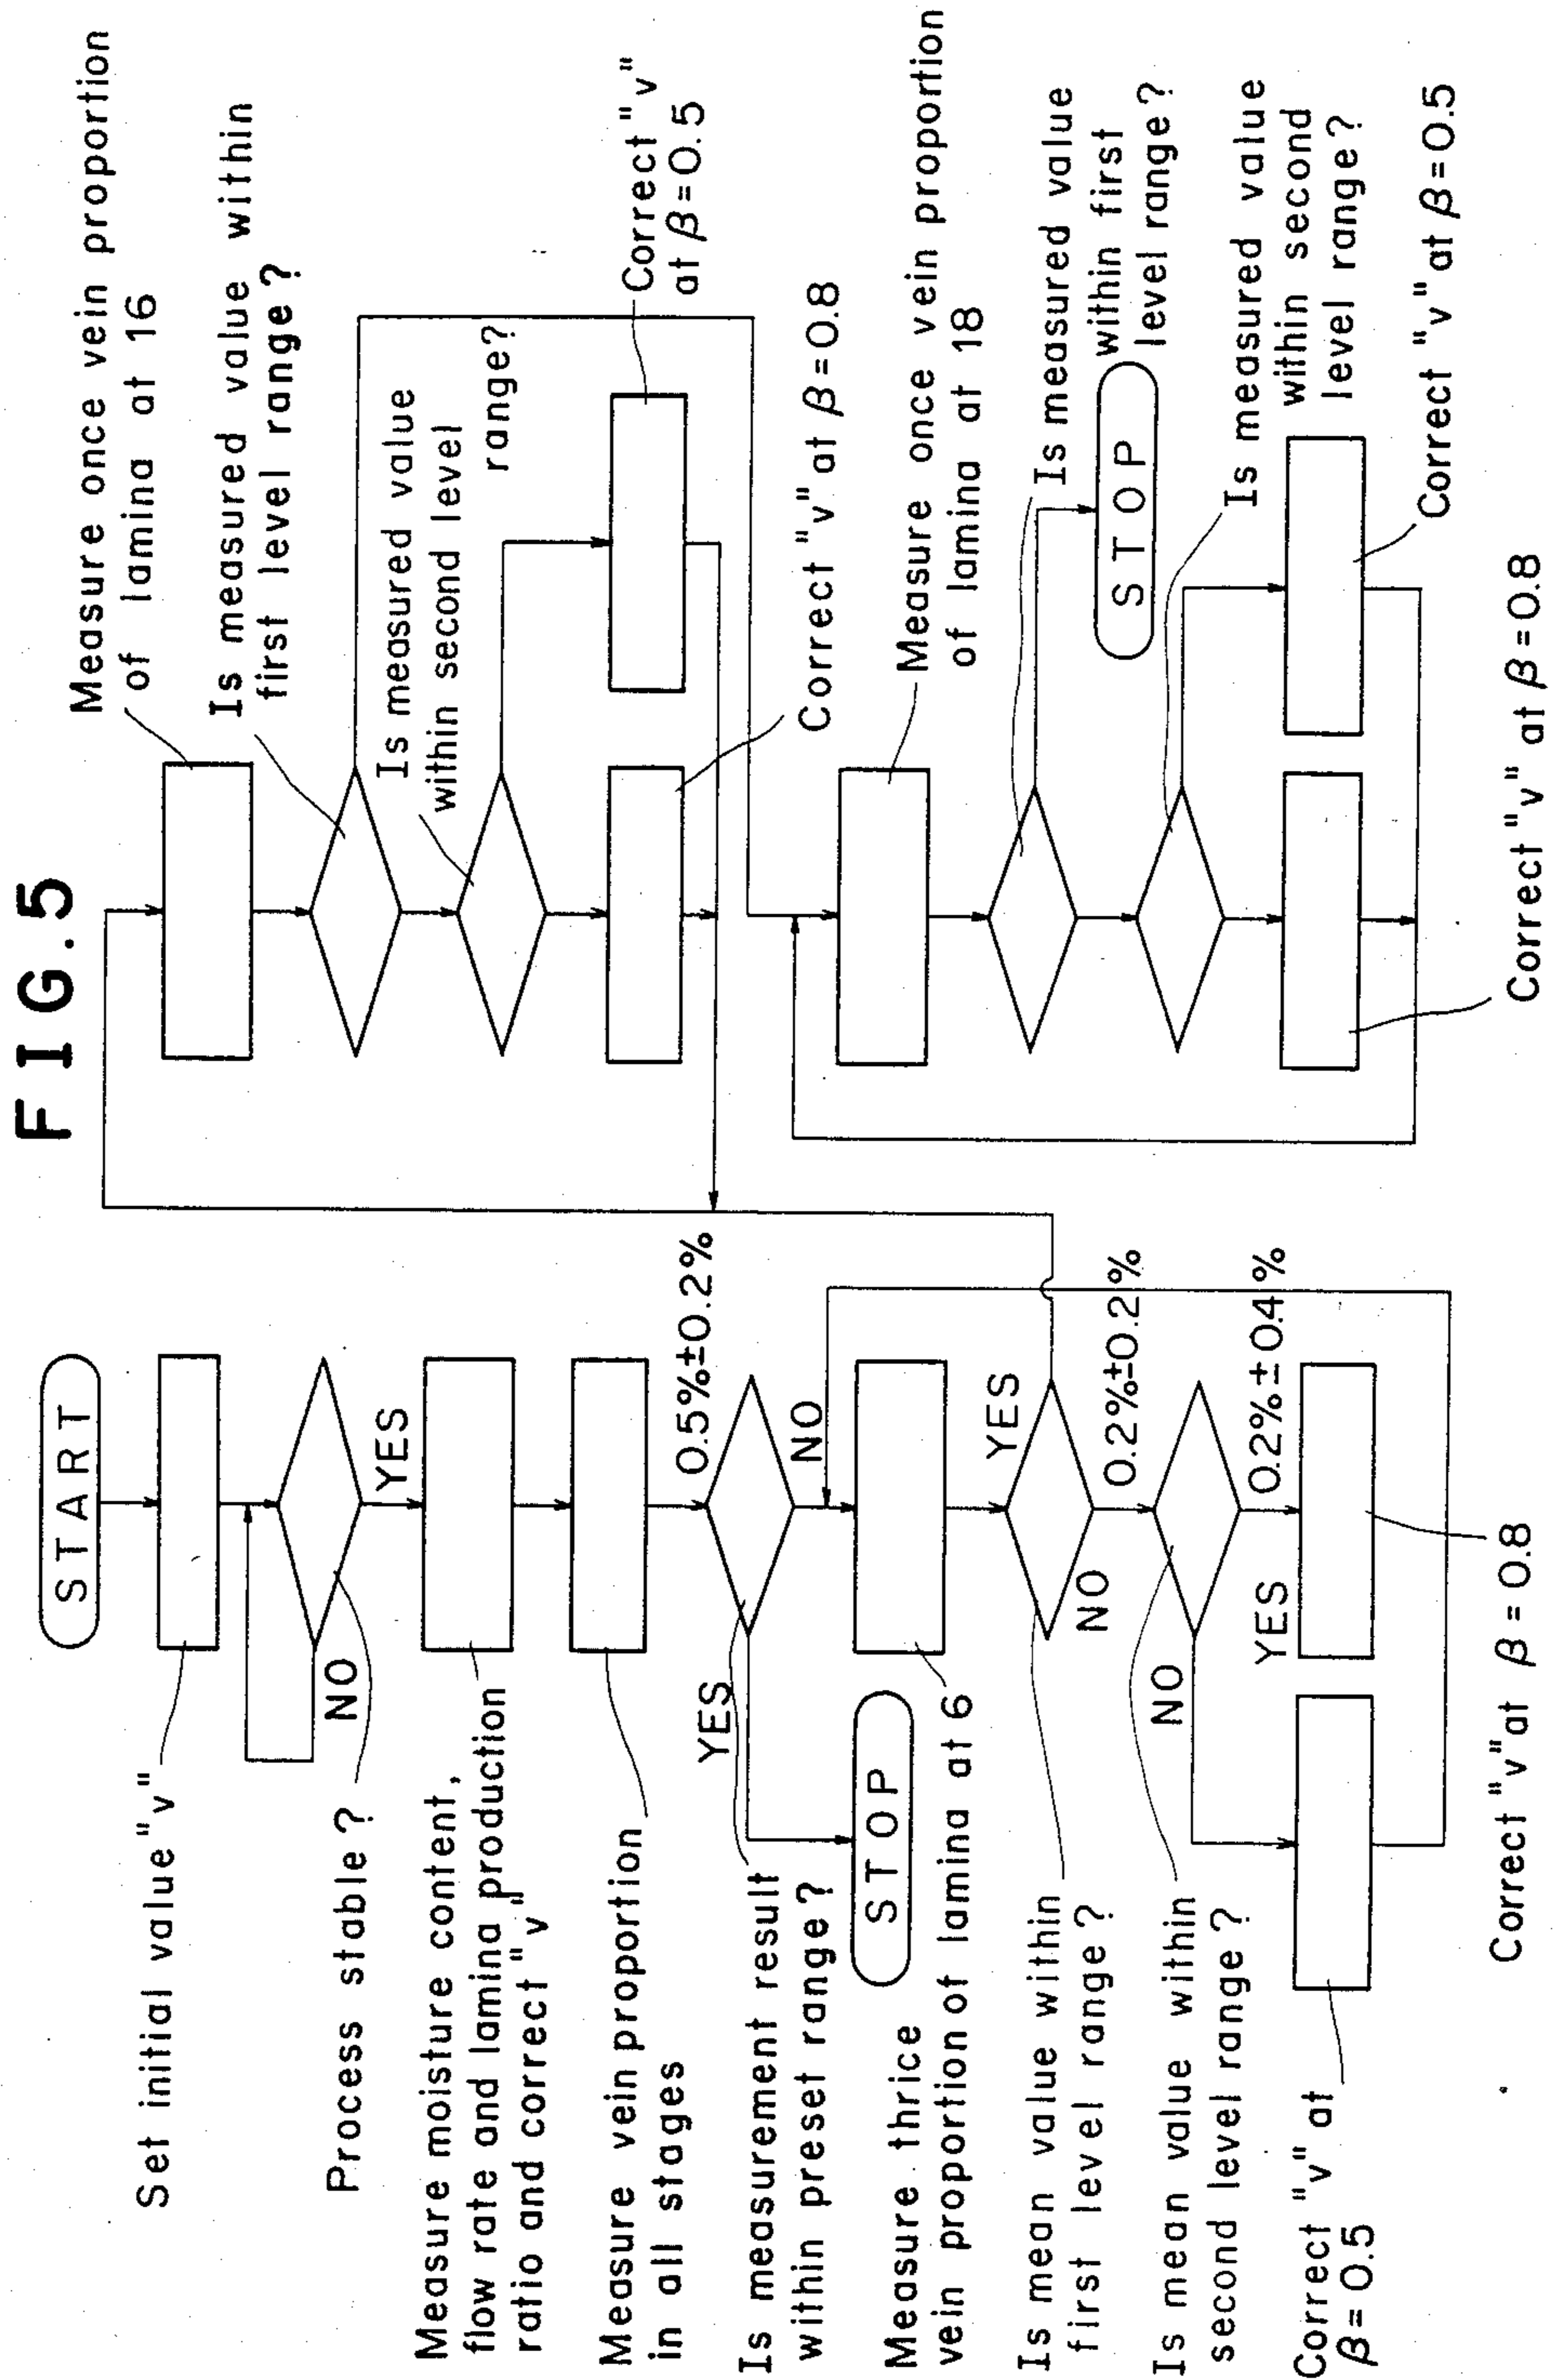 FIG.5
START
Set initial value "v"
NO
Process stable ?
YES
Measure moisture content,
flow rate and lamina production
ratio and correct "v"
Measure vein proportion
in all stages
0.5%±0.2%
YES
NO
Is measurement result
within preset range ?
STOP
Measure thrice
vein proportion of lamina at 6
YES
Is mean value within
first level range ?
NO
0.2%±0.2%
Is mean value within
second level range ?
NO
YES
0.2%±0.4%
Correct "v" at
β=0.5
Correct "v" at β = 0.8
Measure once vein proportion
of lamina at 16
Is measured value within
first level range ?
Is measured value
within second level
range?
Correct "v"
at β=0.5
Correct "v" at β=0.8
Measure once vein proportion
of lamina at 18
Is measured value
within first
level range ?
STOP
Is measured value
within second
level range ?
Correct "v" at β=0.5
Correct "v" at β=0.8